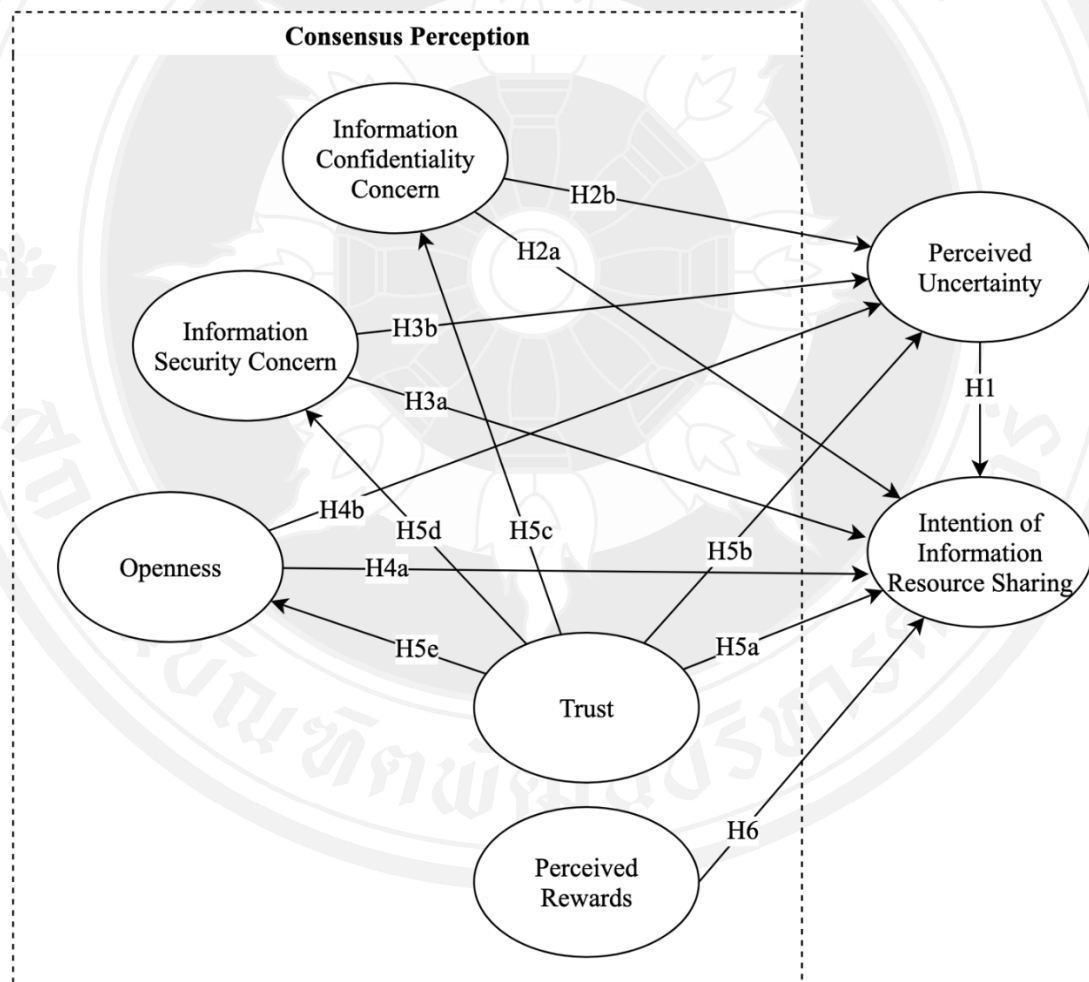 Consensus Perception
Information
Confidentiality
Concern
H2b
H2a
Perceived
Uncertainty
Information
Security Concern
H3b
H3a
H1
Openness
H4b
H4a
H5d
H5c
H5b
Intention of
Information
Resource Sharing
H5e
H5a
Trust
Perceived
Rewards
H6